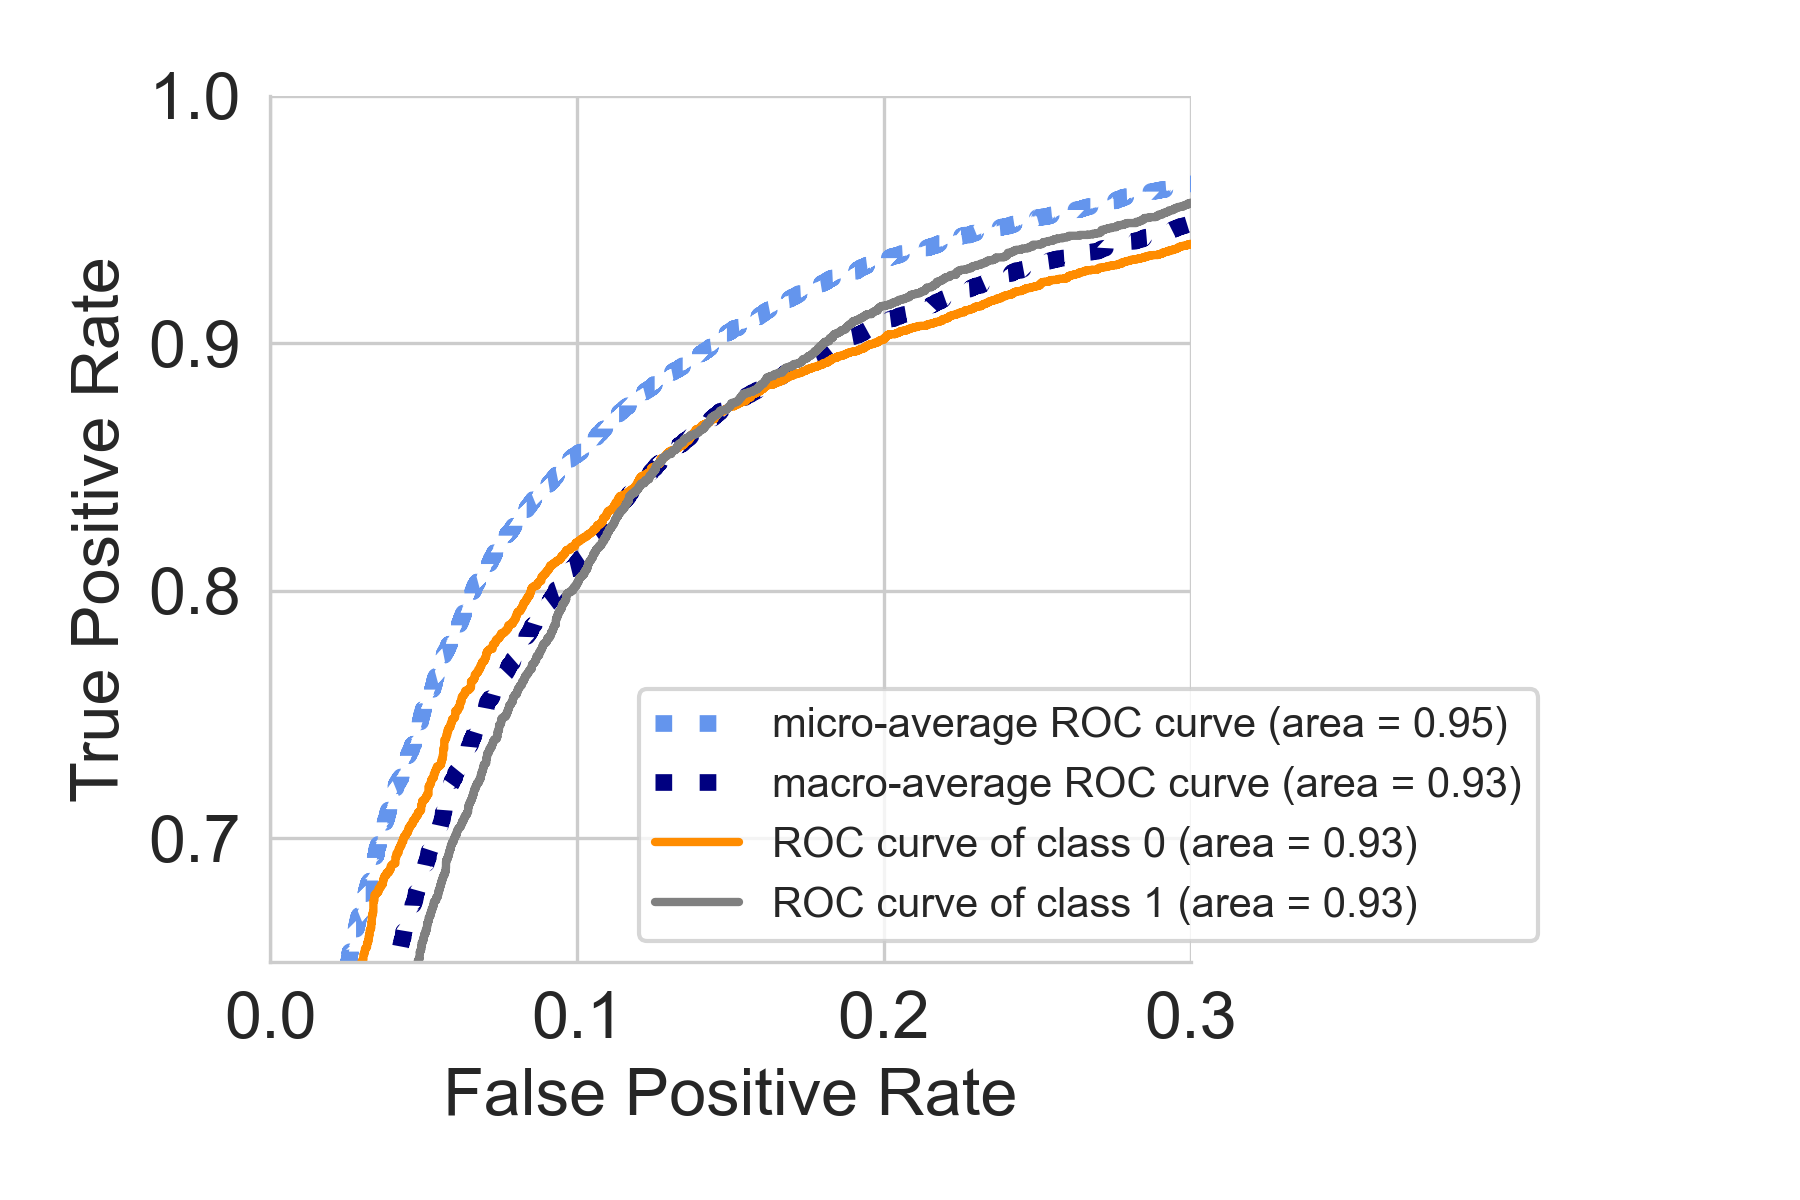 1.0
0.9
0.8
0.7
True Positive Rate
micro-average ROC curve (area = 0.95)
macro-average ROC curve (area = 0.93)
ROC curve of class 0 (area = 0.93)
ROC curve of class 1 (area = 0.93)
0.0 0.1 0.2 0.3
False Positive Rate